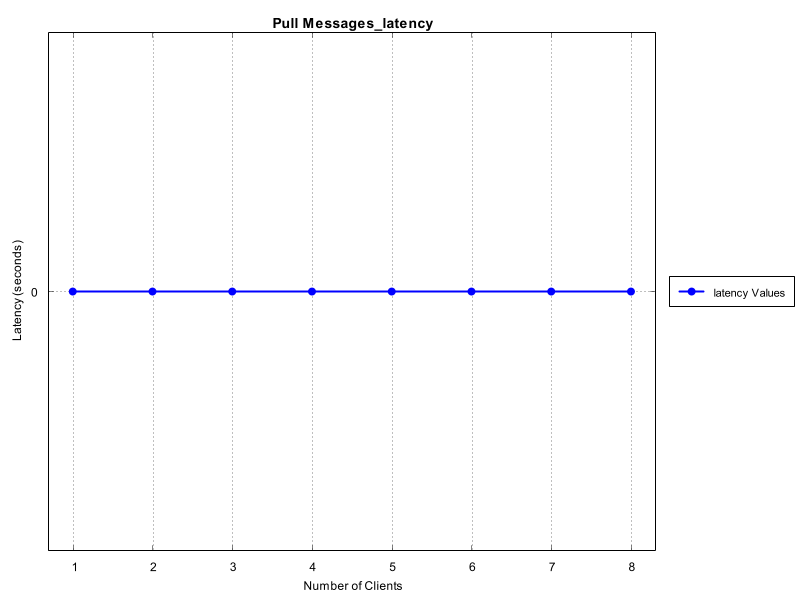 Pull Messages_latency
Latency (seconds)
0
latency Values
1 2 3 4 5 6 7 8
Number of Clients